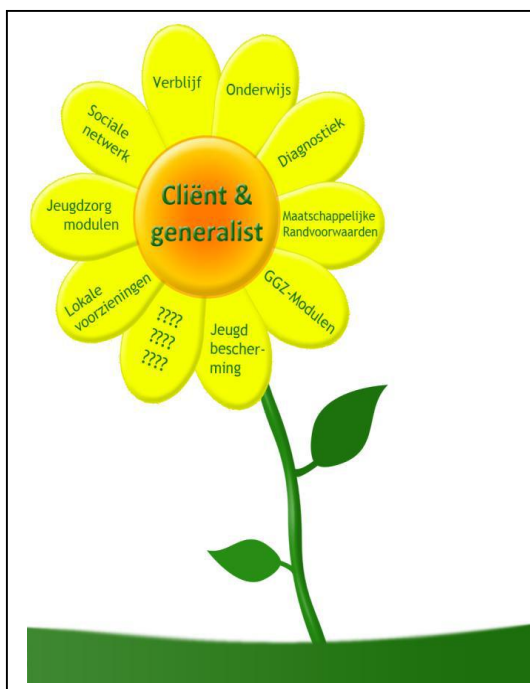 Cliënt &
generalist
Verblijf
Onderwijs
Diagnostiek
Maatschappelijke
Randvoorwaarden
GGZ-Modulen
Jeugd
bescher-
ming
????
????
????
Lokale
voorzieningen
Jeugdzorg
modulen
Sociale
netwerk